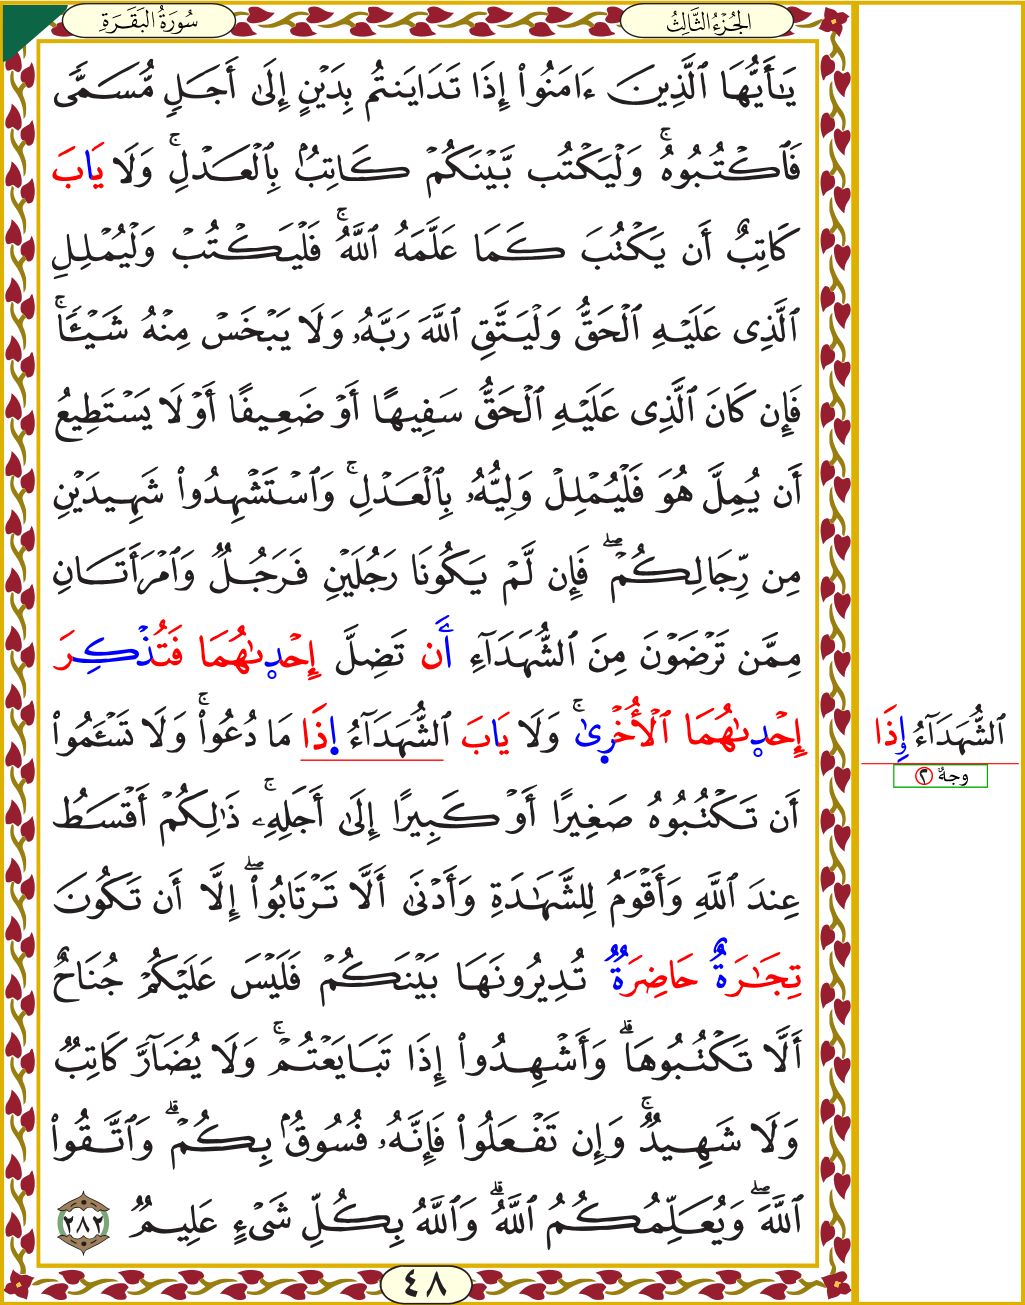 سُورَةُ البَقَرَةِ
الجُزْءُ الثَّالِثُ
يَٰٓأَيُّهَا ٱلَّذِينَ ءَامَنُوٓا۟ إِذَا تَدَايَنتُم بِدَيْنٍ إِلَىٰٓ أَجَلٍ مُّسَمًّى
فَٱكْتُبُوهُ ۚ وَلْيَكْتُب بَّيْنَكُمْ كَاتِبٌۢ بِٱلْعَدْلِ ۚ وَلَا يَابَ
كَاتِبٌ أَن يَكْتُبَ كَمَا عَلَّمَهُ ٱللَّهُ ۚ فَلْيَكْتُبْ وَلْيُمْلِلِ
ٱلَّذِى عَلَيْهِ ٱلْحَقُّ وَلْيَتَّقِ ٱللَّهَ رَبَّهُۥ وَلَا يَبْخَسْ مِنْهُ شَيْـًٔا ۚ
فَإِن كَانَ ٱلَّذِى عَلَيْهِ ٱلْحَقُّ سَفِيهًا أَوْ ضَعِيفًا أَوْ لَا يَسْتَطِيعُ
أَن يُمِلَّ هُوَ فَلْيُمْلِلْ وَلِيُّهُۥ بِٱلْعَدْلِ ۚ وَٱسْتَشْهِدُوا۟ شَهِيدَيْنِ
مِن رِّجَالِكُمْ ۖ فَإِن لَّمْ يَكُونَا رَجُلَيْنِ فَرَجُلٌ وَٱمْرَأَتَانِ
مِمَّن تَرْضَوْنَ مِنَ ٱلشُّهَدَآءِ أَن تَضِلَّ إِحْدٜىٰهُمَا فَتُذْكِرَ
إِحْدٜىٰهُمَا ٱلْأُخْرٜىٰ ۚ وَلَا يَابَ ٱلشُّهَدَآءُ اِ۬ذَا مَا دُعُوا۟ ۚ وَلَا تَسْـَٔمُوٓا۟
أَن تَكْتُبُوهُ صَغِيرًا أَوْ كَبِيرًا إِلَىٰٓ أَجَلِهِۦ ۚ ذَٰلِكُمْ أَقْسَطُ
عِندَ ٱللَّهِ وَأَقْوَمُ لِلشَّهَٰدَةِ وَأَدْنَىٰٓ أَلَّا تَرْتَابُوٓا۟ ۖ إِلَّآ أَن تَكُونَ
تِجَٰرَةٌ حَاضِرَةٌ تُدِيرُونَهَا بَيْنَكُمْ فَلَيْسَ عَلَيْكُمْ جُنَاحٌ
أَلَّا تَكْتُبُوهَا ۗ وَأَشْهِدُوٓا۟ إِذَا تَبَايَعْتُمْ ۚ وَلَا يُضَآرَّ كَاتِبٌ
وَلَا شَهِيدٌ ۚ وَإِن تَفْعَلُوا۟ فَإِنَّهُۥ فُسُوقٌۢ بِكُمْ ۗ وَٱتَّقُوا۟
ٱللَّهَ ۖ وَيُعَلِّمُكُمُ ٱللَّهُ ۗ وَٱللَّهُ بِكُلِّ شَىْءٍ عَلِيمٌ ٢٨٢
ٱلشُّهَدَآءُ وِذَا
وجهٌ ٢
٤٨